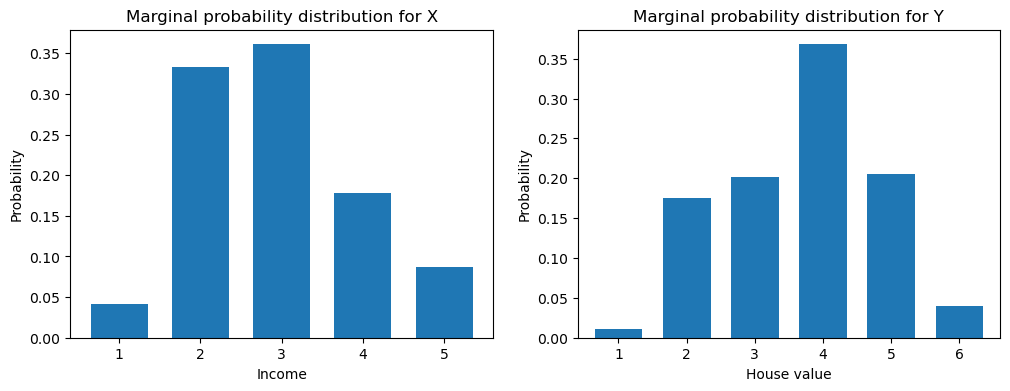 Marginal probability distribution for X
Probability
0.35
0.30
0.25
0.20
0.15
0.10
0.05
0.00
1 2 3 4 5
Income
Marginal probability distribution for Y
Probability
0.35
0.30
0.25
0.20
0.15
0.10
0.05
0.00
1 2 3 4 5 6
House value